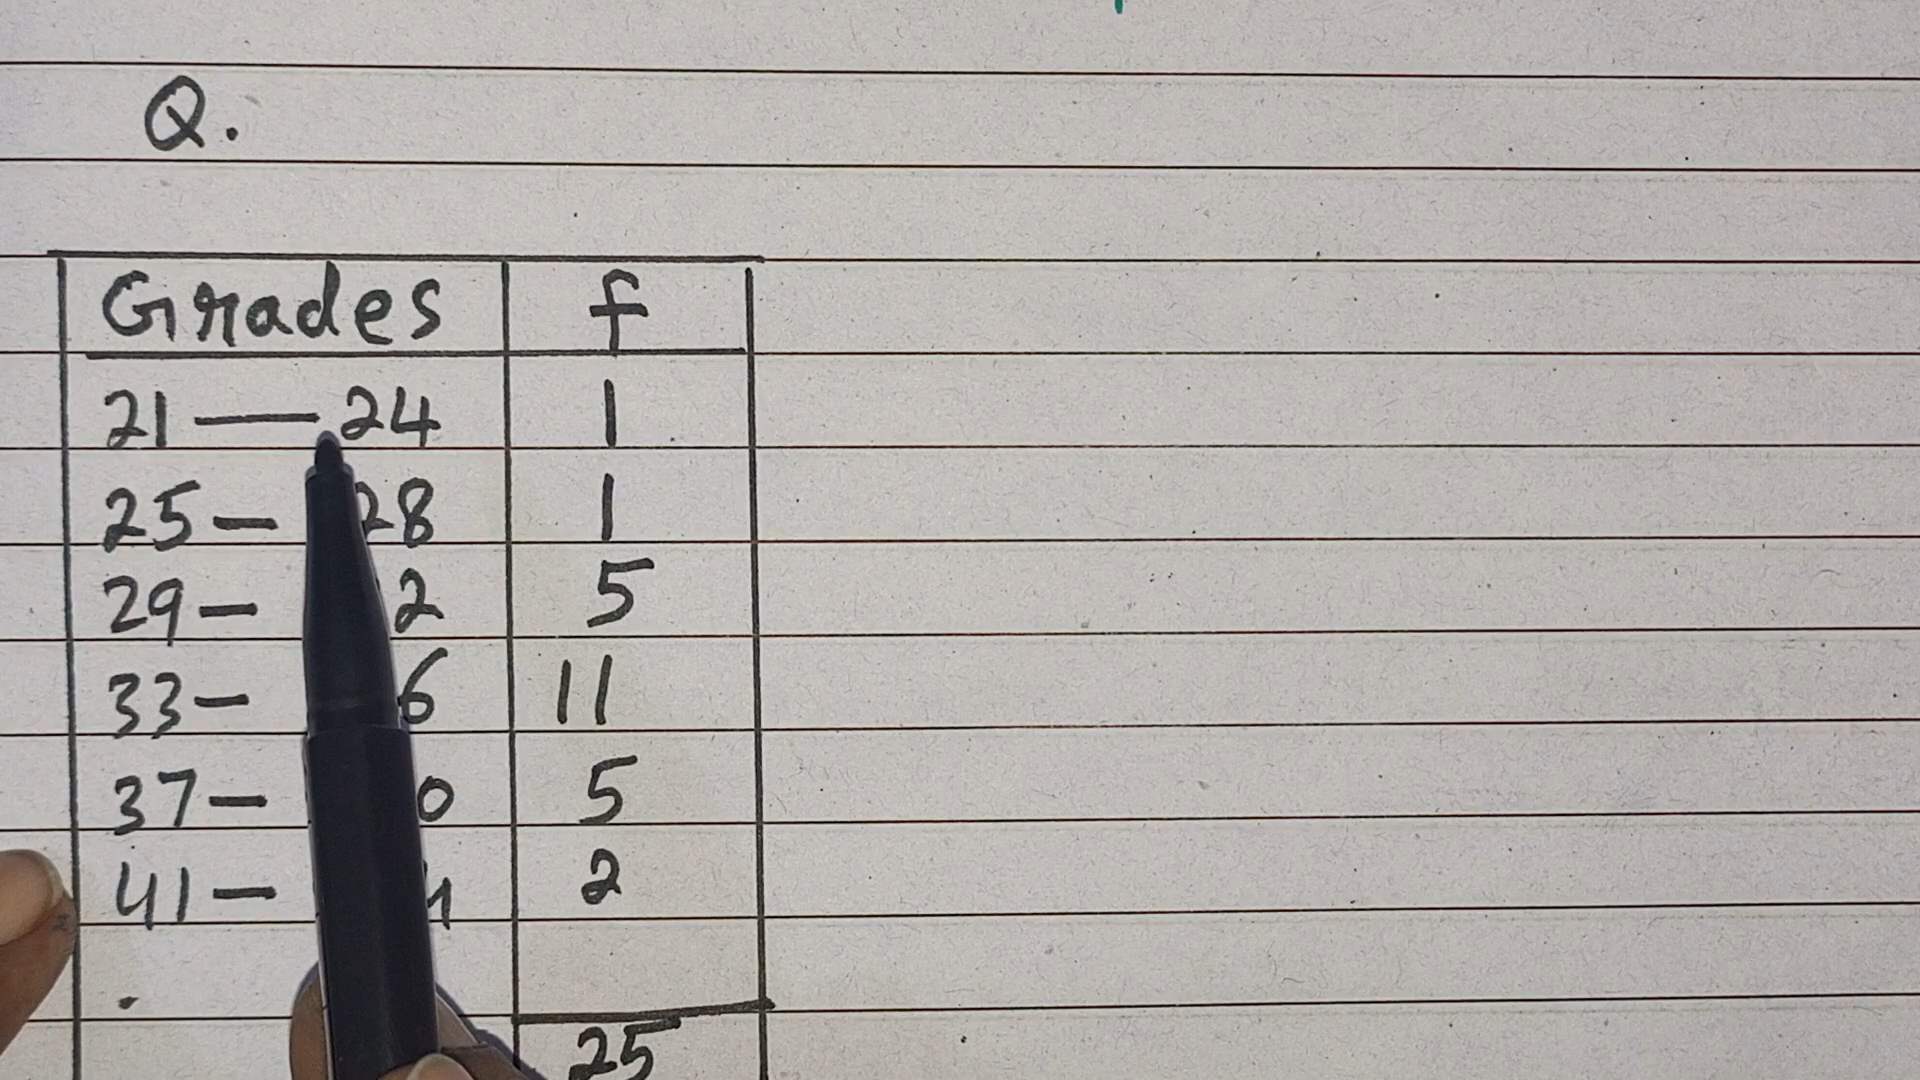 Q.
Grades f
21 — 24 1
25 — 28 1
29 — 2 5
33 — 6 11
37 — 0 5
41 — 2
25